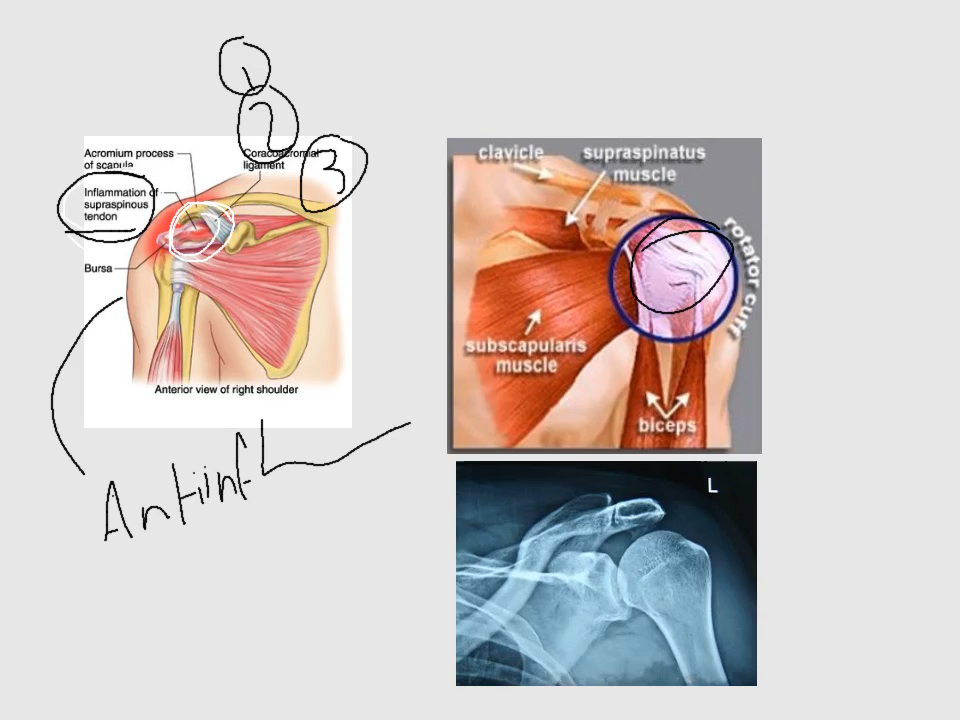 2
3
Acromium process
of scapula
Coracoacromial
ligament
Inflammation of
supraspinous
tendon
Bursa
Anterior view of right shoulder
Antiinfl
clavicle
supraspinatus
muscle
rotator cuff
subscapularis
muscle
biceps
L